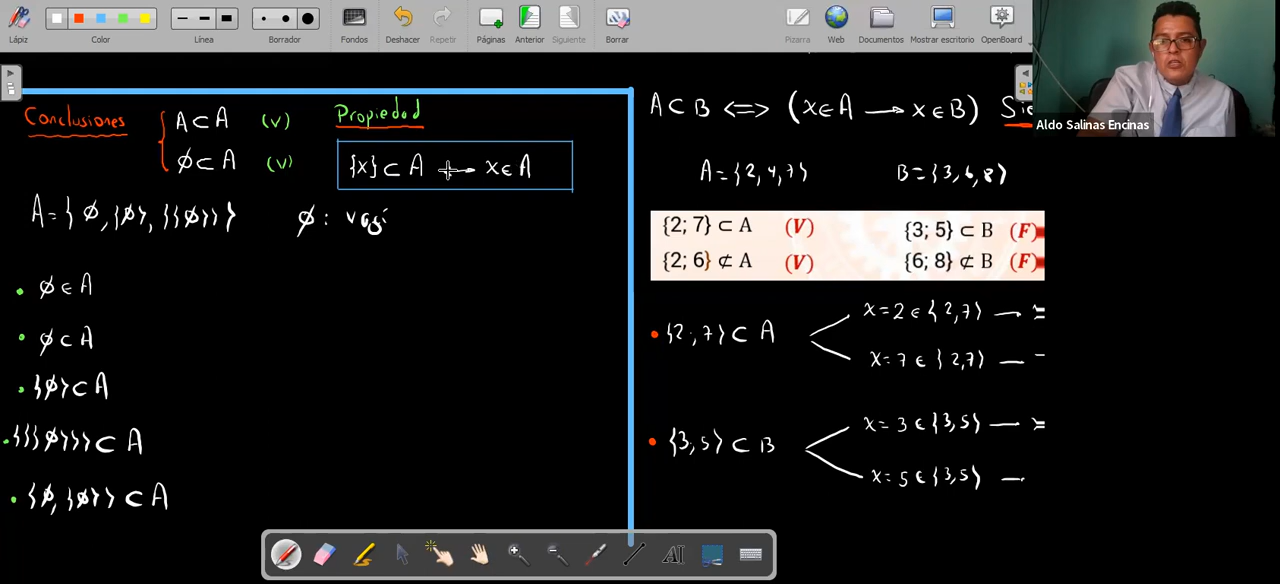 Lápiz Color Línea Borrador Fondos Deshacer Repetir Páginas Anterior Siguiente Borrar Pizarra Web Documentos Mostrar escritorio OpenBoard
Aldo Salinas Encinas
Conclusiones
A ⊂ A (V)
∅ ⊂ A (V)
Propiedad
{x} ⊂ A ⟷ x ∈ A
A = { ∅, {∅}, {{∅}} }
∅ : vací
• ∅ ∈ A
• ∅ ⊂ A
• {∅} ⊂ A
• {{{∅}}} ⊂ A
• {∅, {∅}} ⊂ A
A ⊂ B ⟺ (x ∈ A → x ∈ B)
A = {2, 4, 7} B = {3, 6, 8}
{2; 7} ⊂ A (V) {3; 5} ⊂ B (F)
{2; 6} ⊄ A (V) {6; 8} ⊄ B (F)
• {2, 7} ⊂ A
x = 2 ∈ {2, 7} →
x = 7 ∈ {2, 7} —
• {3, 5} ⊂ B
x = 3 ∈ {3, 5} →
x = 5 ∈ {3, 5} —
AI